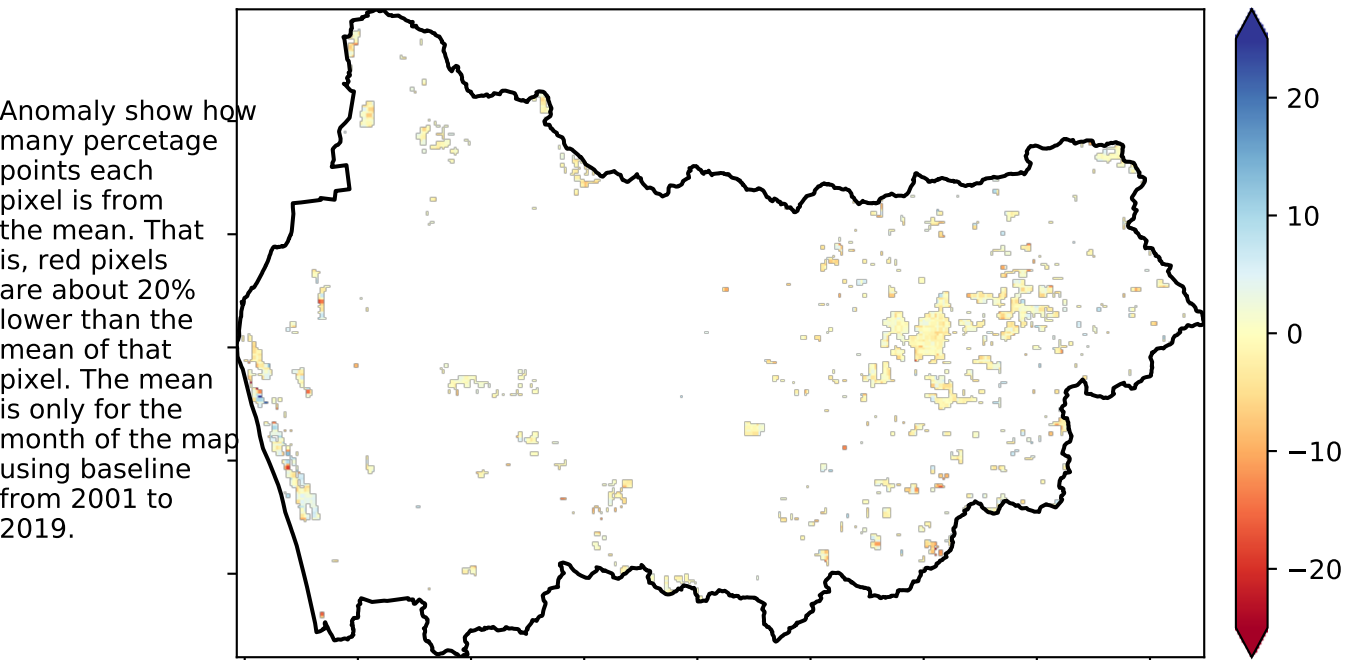 Anomaly show how
many percetage
points each
pixel is from
the mean. That
is, red pixels
are about 20%
lower than the
mean of that
pixel. The mean
is only for the
month of the map
using baseline
from 2001 to
2019.
20
10
0
−10
−20